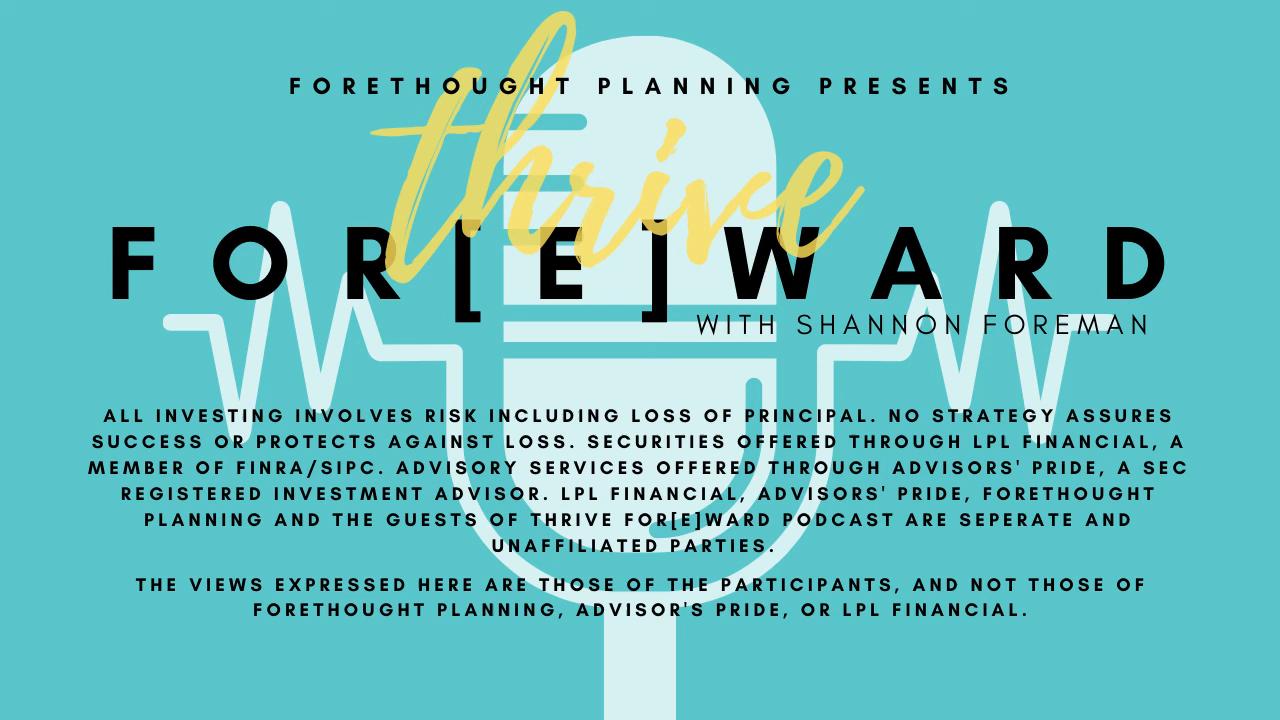 FORETHOUGHT PLANNING PRESENTS
thrive
FOR[E]WARD
WITH SHANNON FOREMAN
ALL INVESTING INVOLVES RISK INCLUDING LOSS OF PRINCIPAL. NO STRATEGY ASSURES
SUCCESS OR PROTECTS AGAINST LOSS. SECURITIES OFFERED THROUGH LPL FINANCIAL, A
MEMBER OF FINRA/SIPC. ADVISORY SERVICES OFFERED THROUGH ADVISORS' PRIDE, A SEC
REGISTERED INVESTMENT ADVISOR. LPL FINANCIAL, ADVISORS' PRIDE, FORETHOUGHT
PLANNING AND THE GUESTS OF THRIVE FOR[E]WARD PODCAST ARE SEPERATE AND
UNAFFILIATED PARTIES.
THE VIEWS EXPRESSED HERE ARE THOSE OF THE PARTICIPANTS, AND NOT THOSE OF
FORETHOUGHT PLANNING, ADVISOR'S PRIDE, OR LPL FINANCIAL.